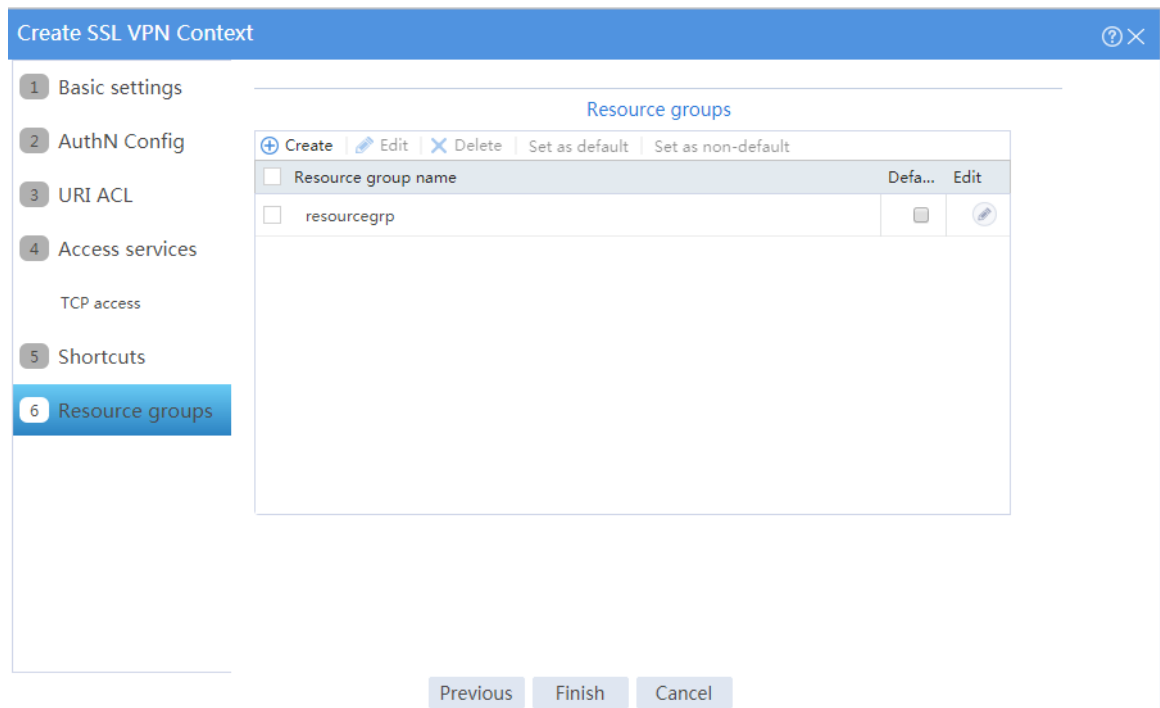 Create SSL VPN Context
1 Basic settings
2 AuthN Config
3 URI ACL
4 Access services
TCP access
5 Shortcuts
6 Resource groups
Resource groups
Create Edit Delete Set as default Set as non-default
Resource group name Defa... Edit
resourcegrp
Previous Finish Cancel